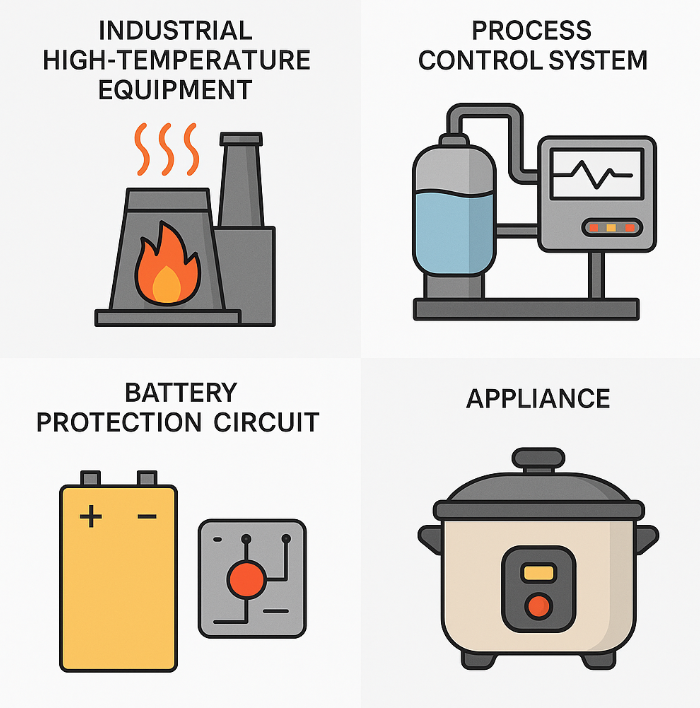 INDUSTRIAL
HIGH-TEMPERATURE
EQUIPMENT
PROCESS
CONTROL SYSTEM
BATTERY
PROTECTION CIRCUIT
+ −
APPLIANCE